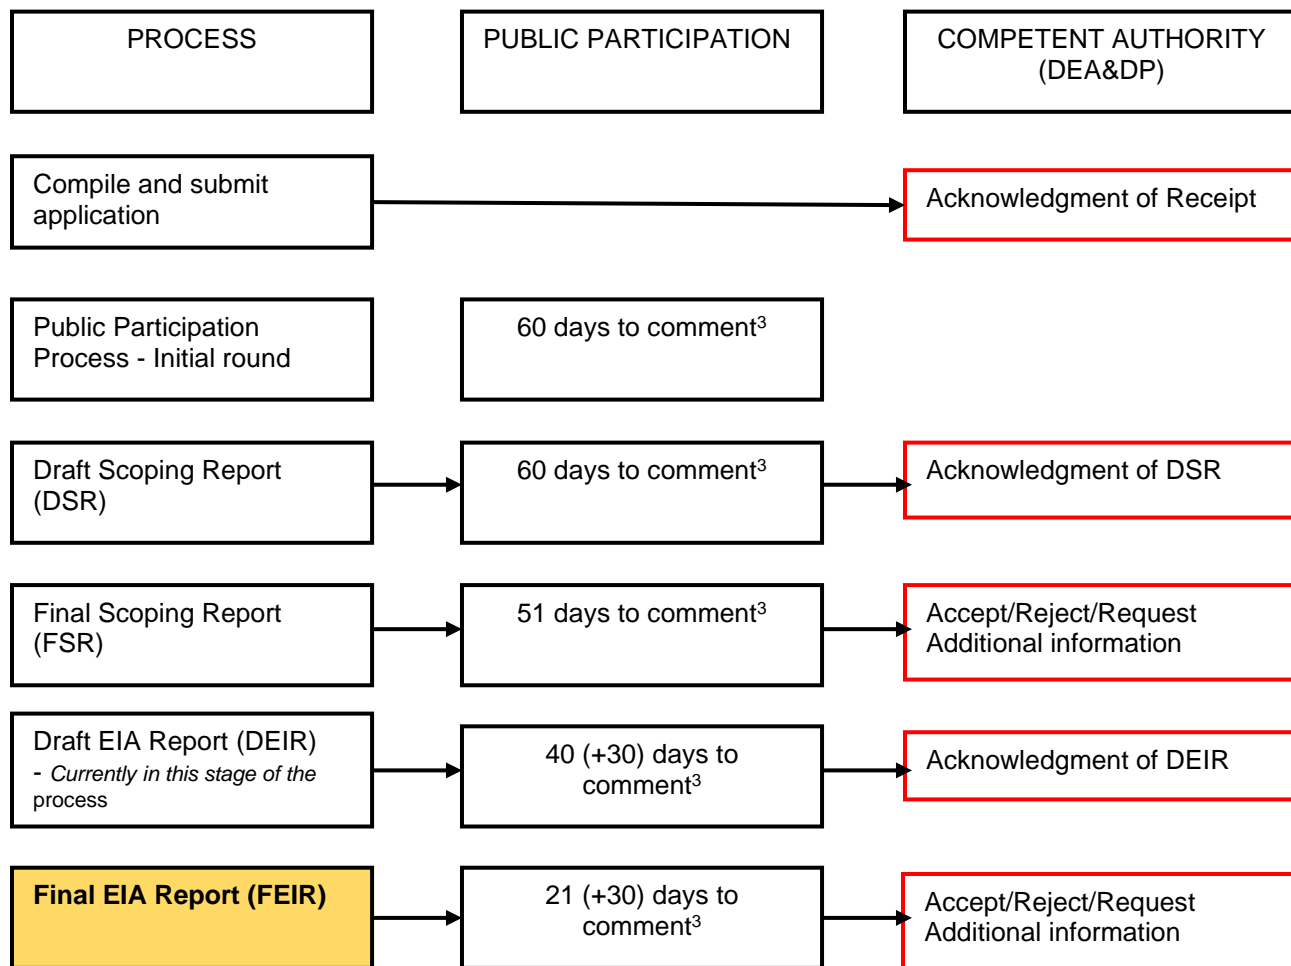 PROCESS
PUBLIC PARTICIPATION
COMPETENT AUTHORITY
(DEA&DP)
Compile and submit
application
Acknowledgment of Receipt
Public Participation
Process - Initial round
60 days to comment³
Draft Scoping Report
(DSR)
60 days to comment³
Acknowledgment of DSR
Final Scoping Report
(FSR)
51 days to comment³
Accept/Reject/Request
Additional information
Draft EIA Report (DEIR)
- Currently in this stage of the
process
40 (+30) days to
comment³
Acknowledgment of DEIR
Final EIA Report (FEIR)
21 (+30) days to
comment³
Accept/Reject/Request
Additional information